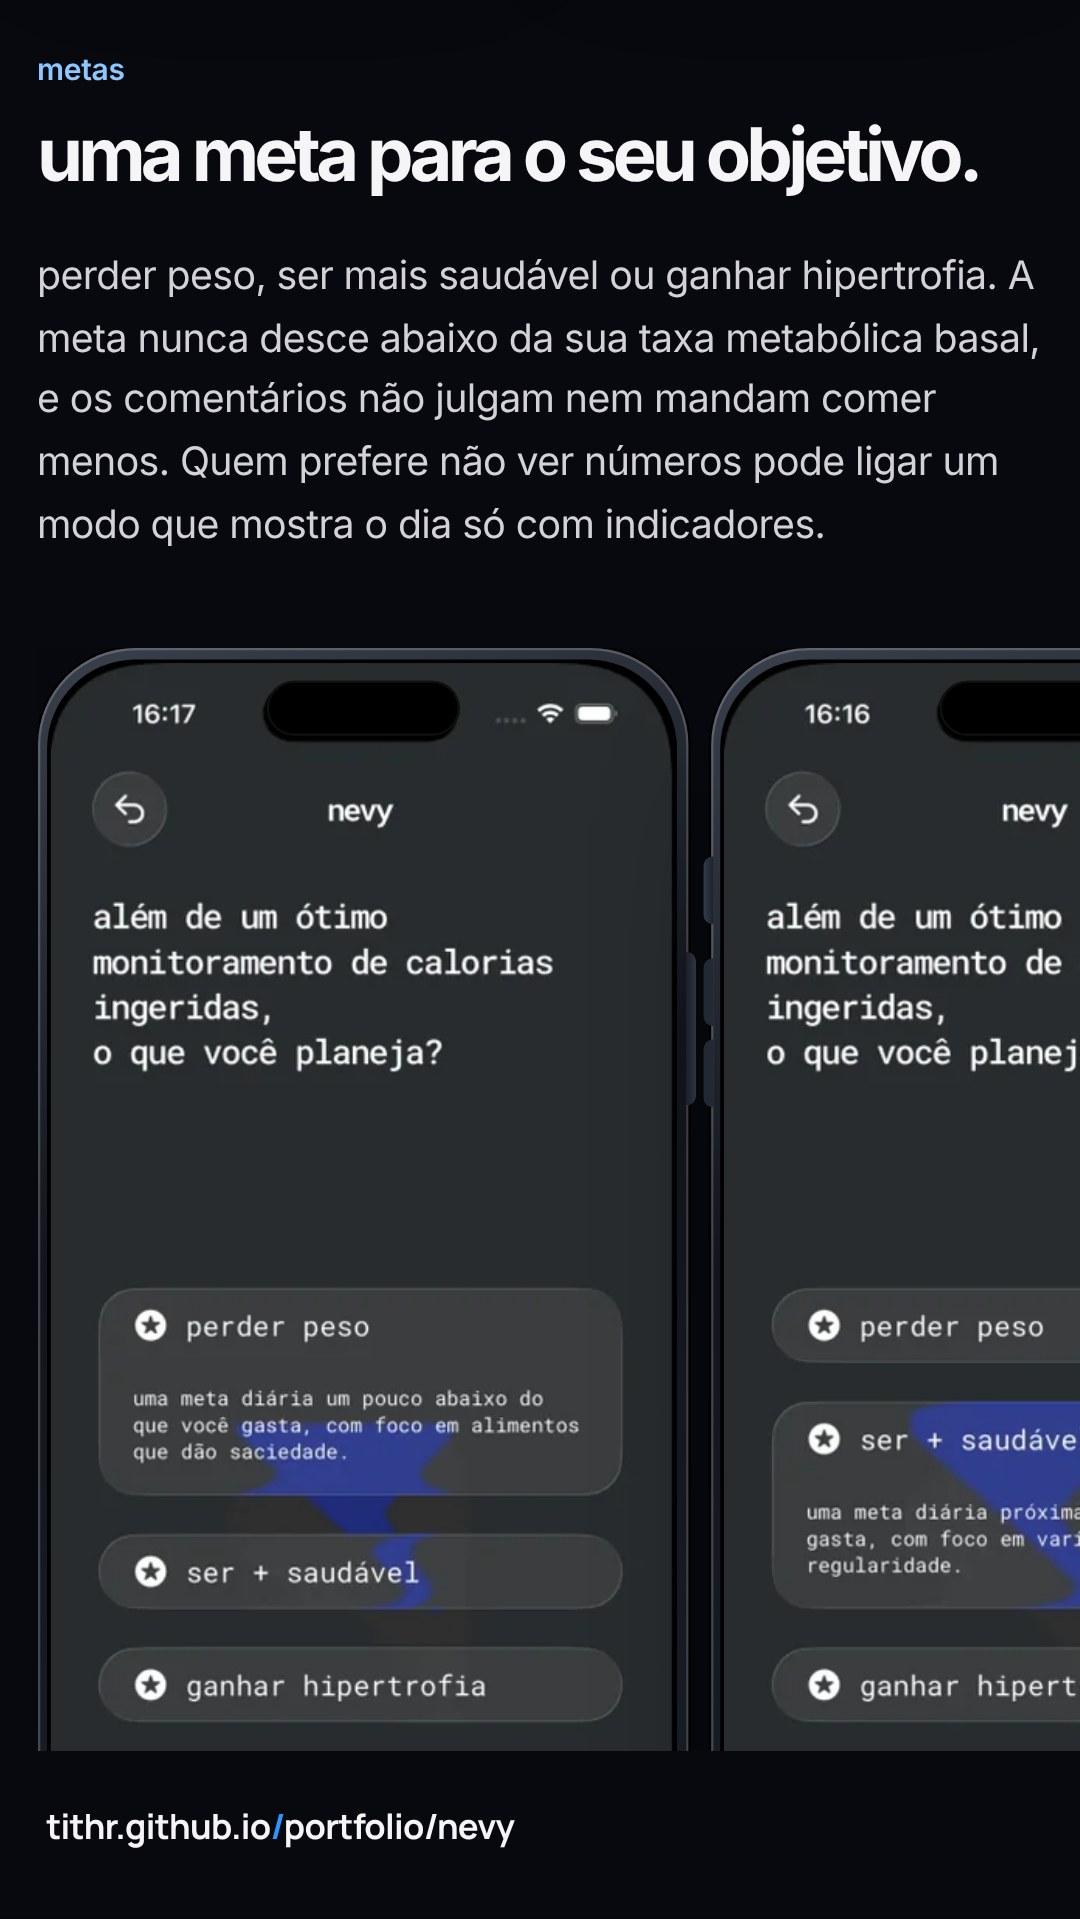 metas
uma meta para o seu objetivo.
perder peso, ser mais saudável ou ganhar hipertrofia. A
meta nunca desce abaixo da sua taxa metabólica basal,
e os comentários não julgam nem mandam comer
menos. Quem prefere não ver números pode ligar um
modo que mostra o dia só com indicadores.
16:17
nevy
além de um ótimo
monitoramento de calorias
ingeridas,
o que você planeja?
perder peso
uma meta diária um pouco abaixo do
que você gasta, com foco em alimentos
que dão saciedade.
ser + saudável
ganhar hipertrofia
16:16
nevy
além de um ótimo
monitoramento de
ingeridas,
o que você planej
perder peso
ser + saudáve
uma meta diária próxima
gasta, com foco em vari
regularidade.
ganhar hipert
tithr.github.io/portfolio/nevy